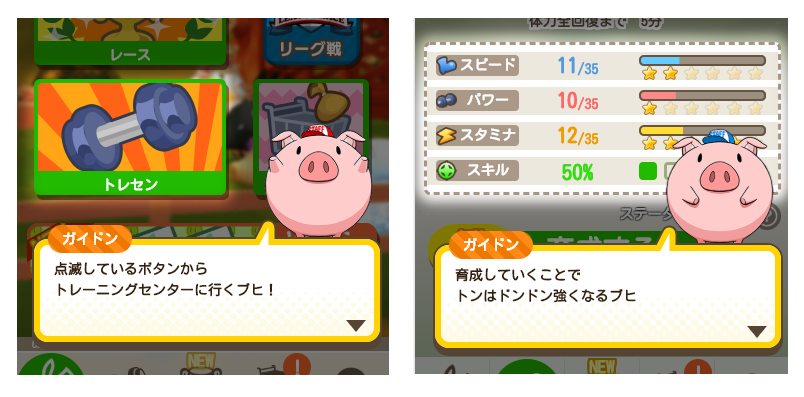 レース
リーグ戦
トレセン
ガイドン
点滅しているボタンから
トレーニングセンターに行くブヒ！
NEW
体力全回復まで 5分
スピード 11/35
パワー 10/35
スタミナ 12/35
スキル 50%
ステータ
ガイドン
育成していくことで
トンはドンドン強くなるブヒ
NEW